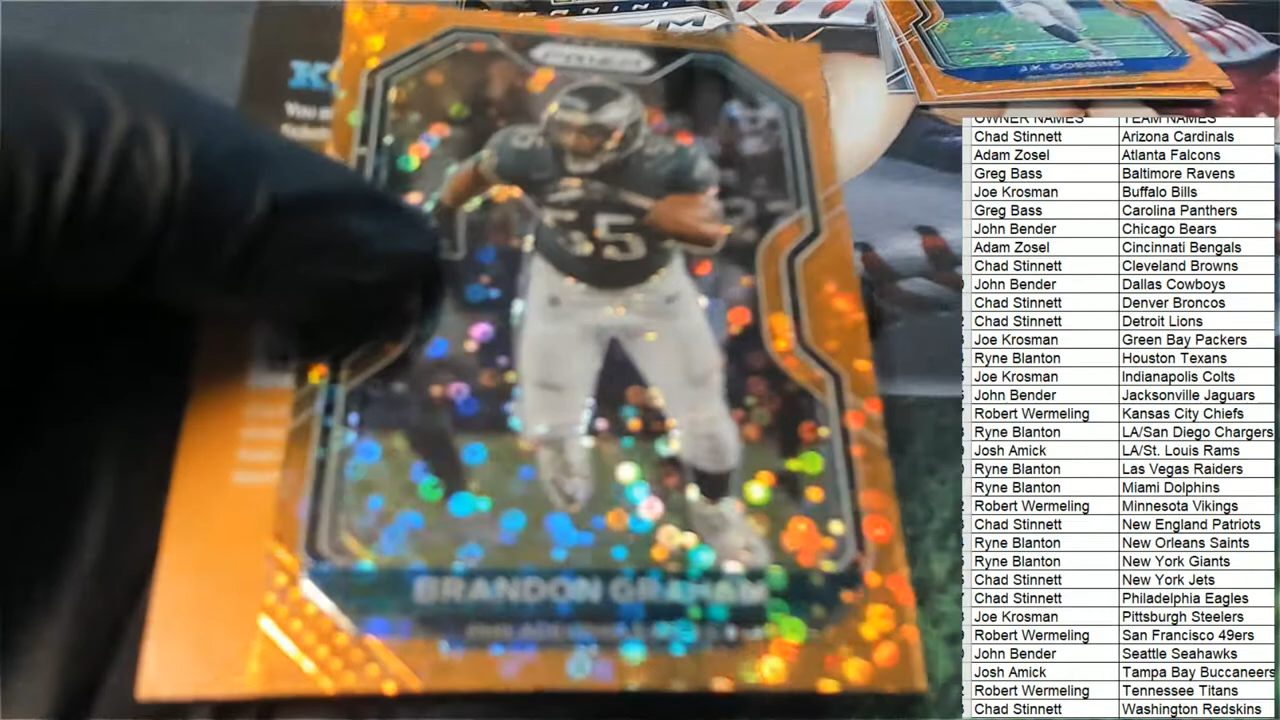 PANINI
J.K. DOBBINS
K
You
PRIZM
55
BRANDON GRAHAM
OWNER NAMES TEAM NAMES
Chad Stinnett Arizona Cardinals
Adam Zosel Atlanta Falcons
Greg Bass Baltimore Ravens
Joe Krosman Buffalo Bills
Greg Bass Carolina Panthers
John Bender Chicago Bears
Adam Zosel Cincinnati Bengals
Chad Stinnett Cleveland Browns
John Bender Dallas Cowboys
Chad Stinnett Denver Broncos
Chad Stinnett Detroit Lions
Joe Krosman Green Bay Packers
Ryne Blanton Houston Texans
Joe Krosman Indianapolis Colts
John Bender Jacksonville Jaguars
Robert Wermeling Kansas City Chiefs
Ryne Blanton LA/San Diego Chargers
Josh Amick LA/St. Louis Rams
Ryne Blanton Las Vegas Raiders
Ryne Blanton Miami Dolphins
Robert Wermeling Minnesota Vikings
Chad Stinnett New England Patriots
Ryne Blanton New Orleans Saints
Ryne Blanton New York Giants
Chad Stinnett New York Jets
Chad Stinnett Philadelphia Eagles
Joe Krosman Pittsburgh Steelers
Robert Wermeling San Francisco 49ers
John Bender Seattle Seahawks
Josh Amick Tampa Bay Buccaneers
Robert Wermeling Tennessee Titans
Chad Stinnett Washington Redskins